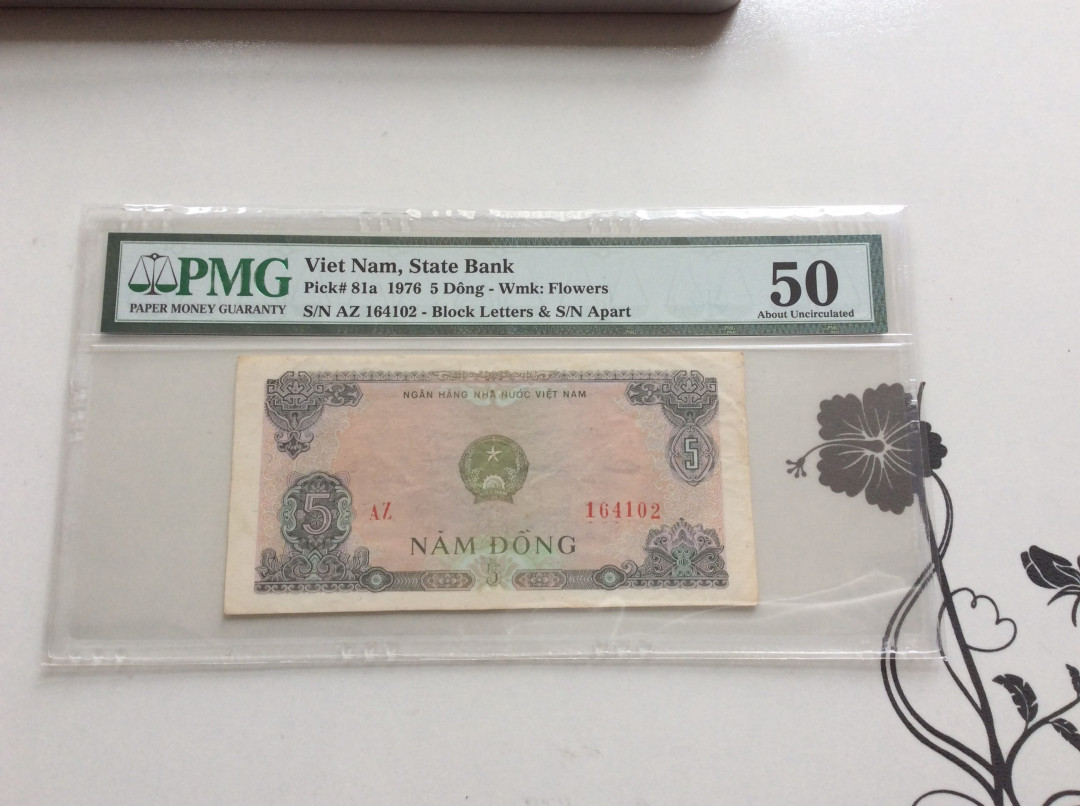 PMG
PAPER MONEY GUARANTY
Viet Nam, State Bank
Pick# 81a 1976 5 Dông - Wmk: Flowers
S/N AZ 164102 - Block Letters & S/N Apart
50
About Uncirculated
NGÂN HÀNG NHÀ NƯỚC VIỆT NAM
5
5
AZ
164102
NĂM ĐỒNG
5